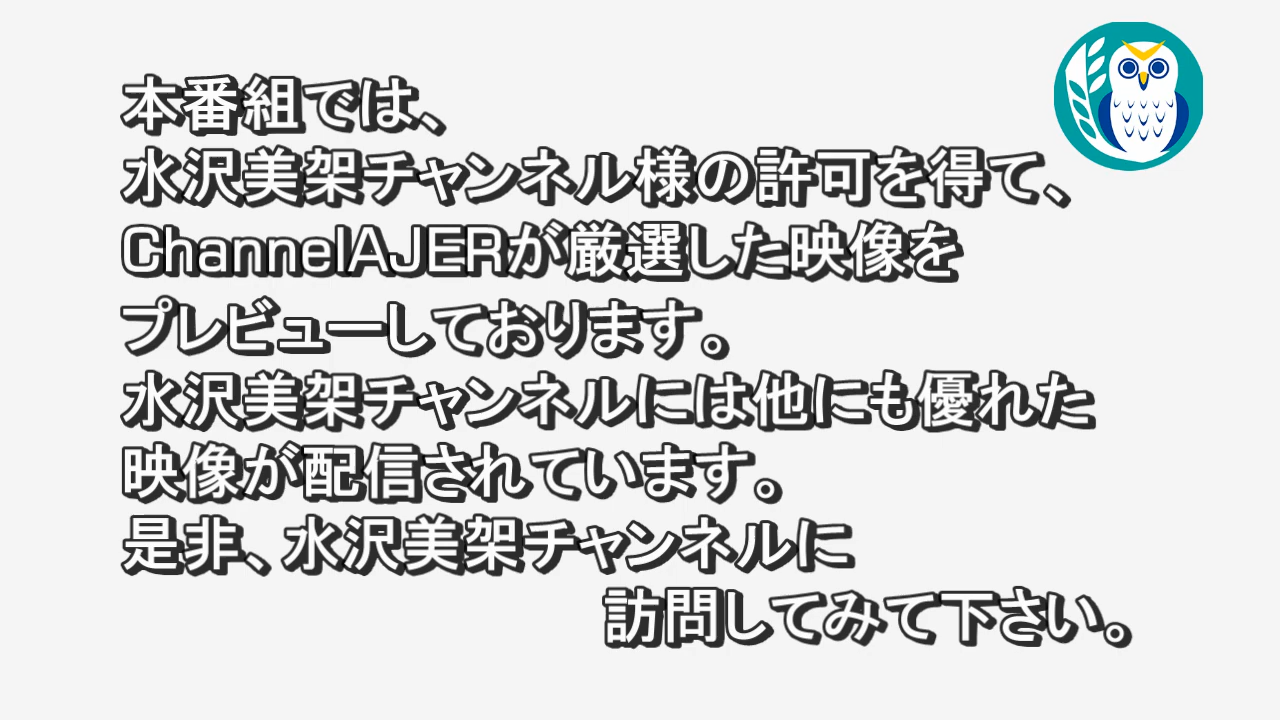 本番組では、
水沢美架チャンネル様の許可を得て、
ChannelAJERが厳選した映像を
プレビューしております。
水沢美架チャンネルには他にも優れた
映像が配信されています。
是非、水沢美架チャンネルに
訪問してみて下さい。